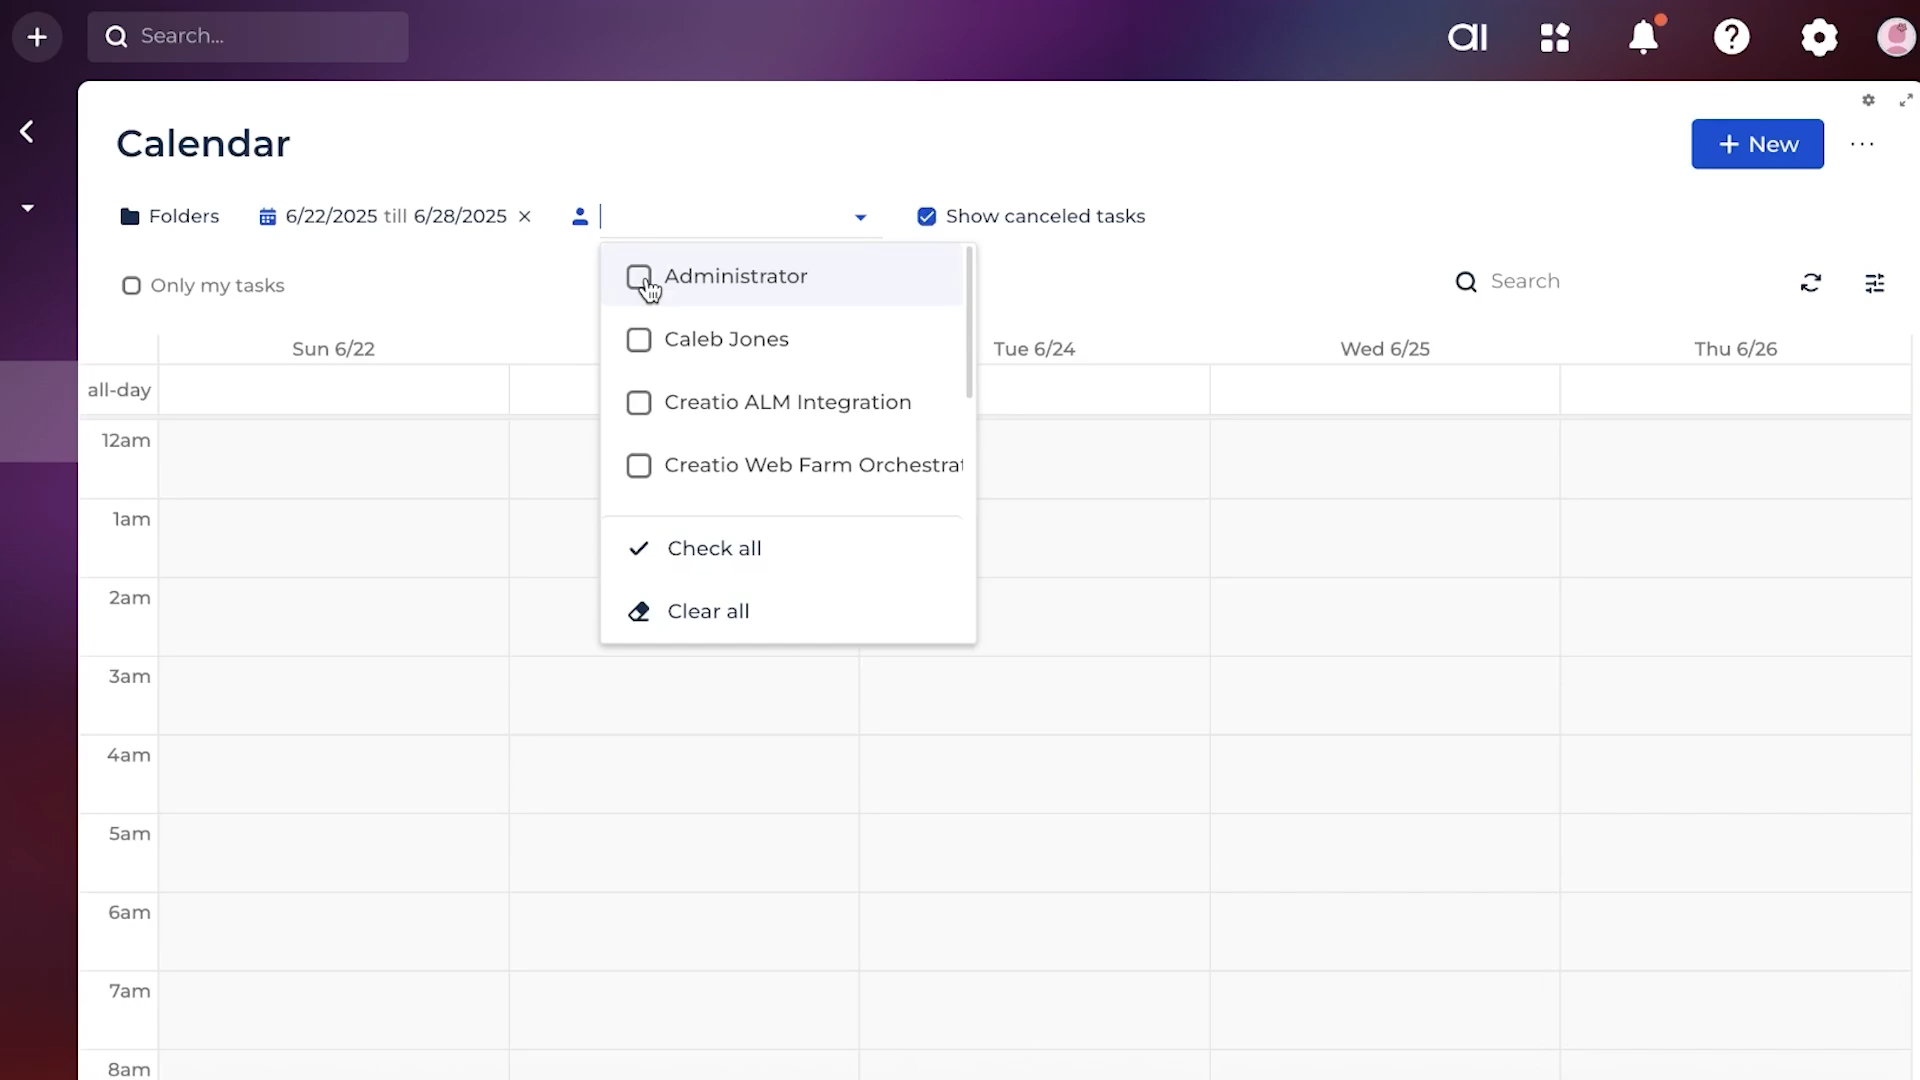 Search...
Calendar
New
Folders
6/22/2025 till 6/28/2025
Show canceled tasks
Only my tasks
Administrator
Caleb Jones
Creatio ALM Integration
Creatio Web Farm Orchestrat
Check all
Clear all
Search
Sun 6/22
Tue 6/24
Wed 6/25
Thu 6/26
all-day
12am
1am
2am
3am
4am
5am
6am
7am
8am